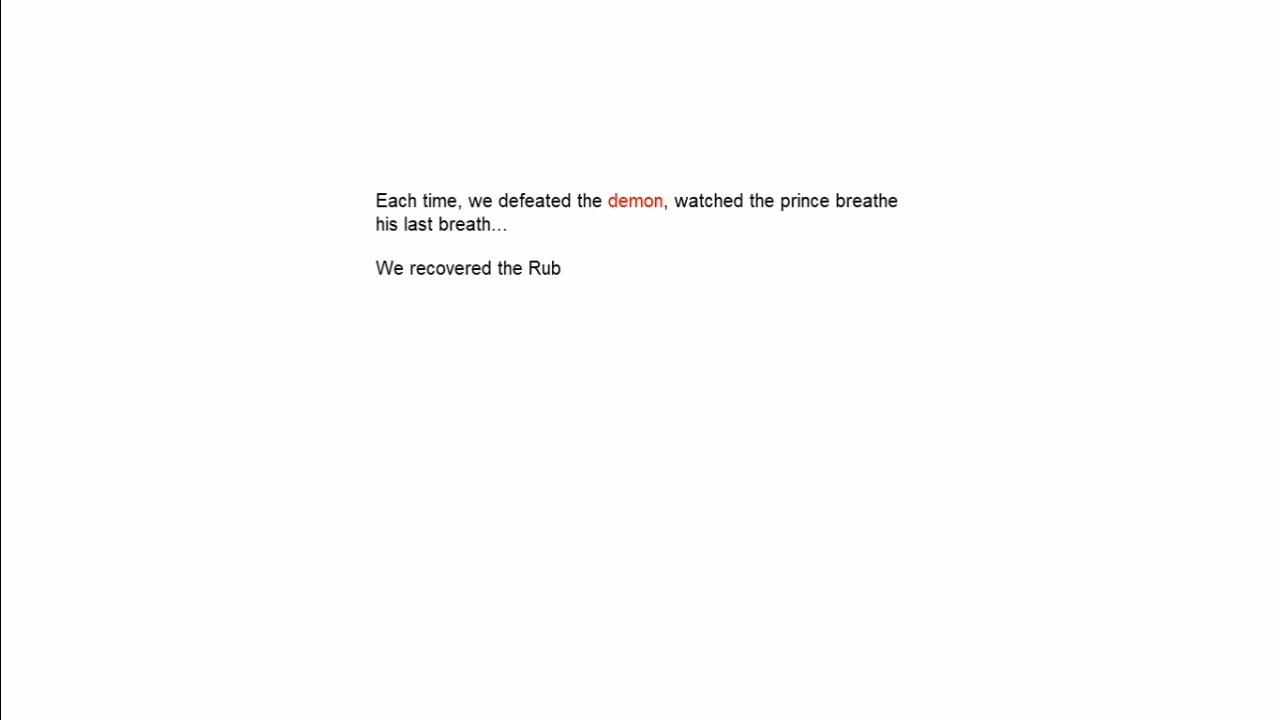 Each time, we defeated the demon, watched the prince breathe
his last breath...
We recovered the Rub